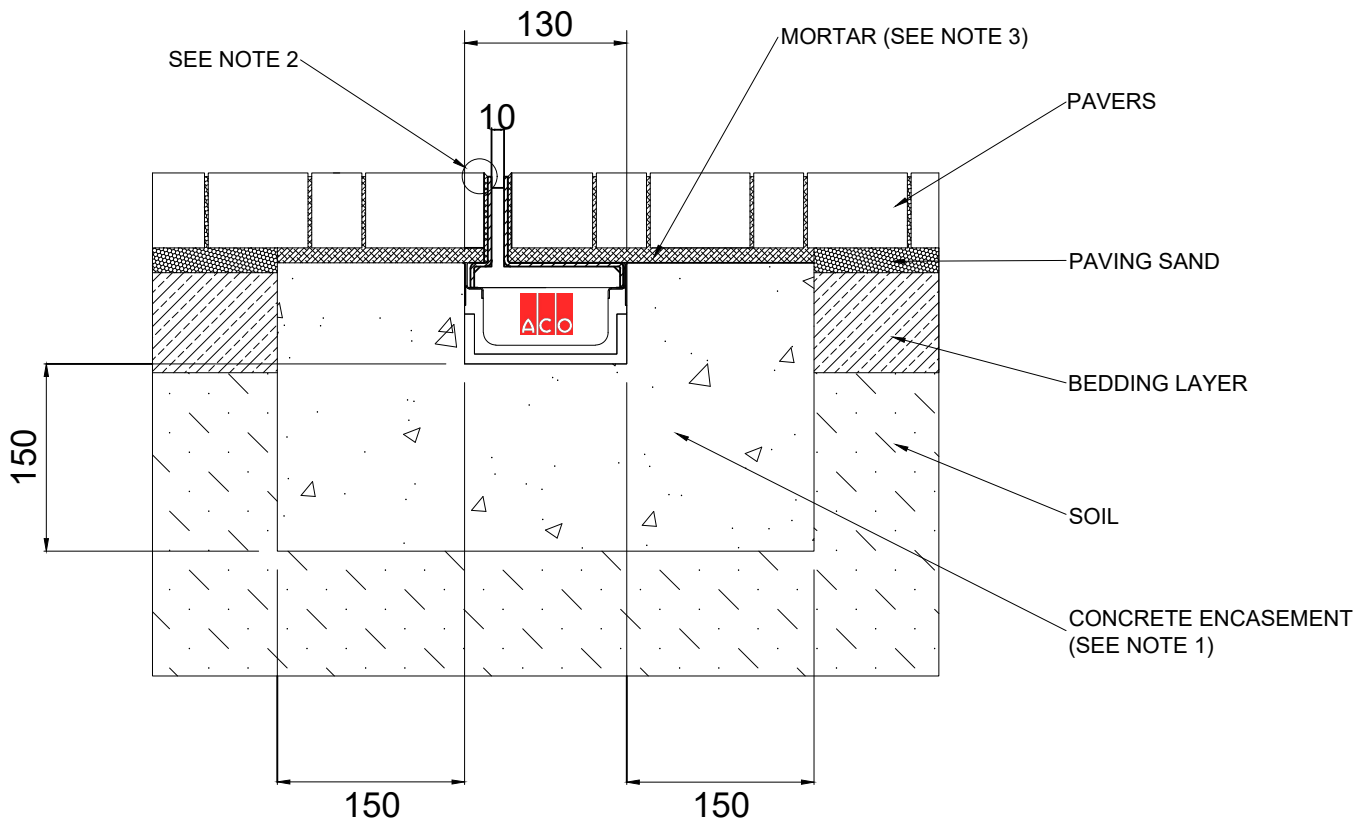 130
MORTAR (SEE NOTE 3)
SEE NOTE 2
PAVERS
10
PAVING SAND
ACO
BEDDING LAYER
150
SOIL
CONCRETE ENCASEMENT
(SEE NOTE 1)
150
150